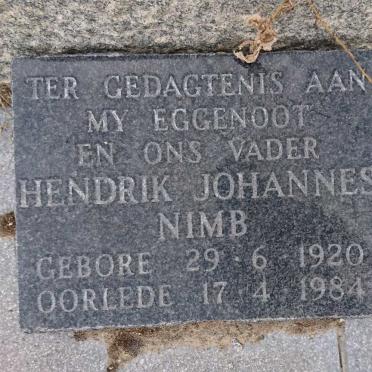 TER GEDAGTENIS AAN
MY EGGENOOT
EN ONS VADER
HENDRIK JOHANNES
NIMB
GEBORE 29 · 6 · 1920
OORLEDE 17 · 4 · 1984